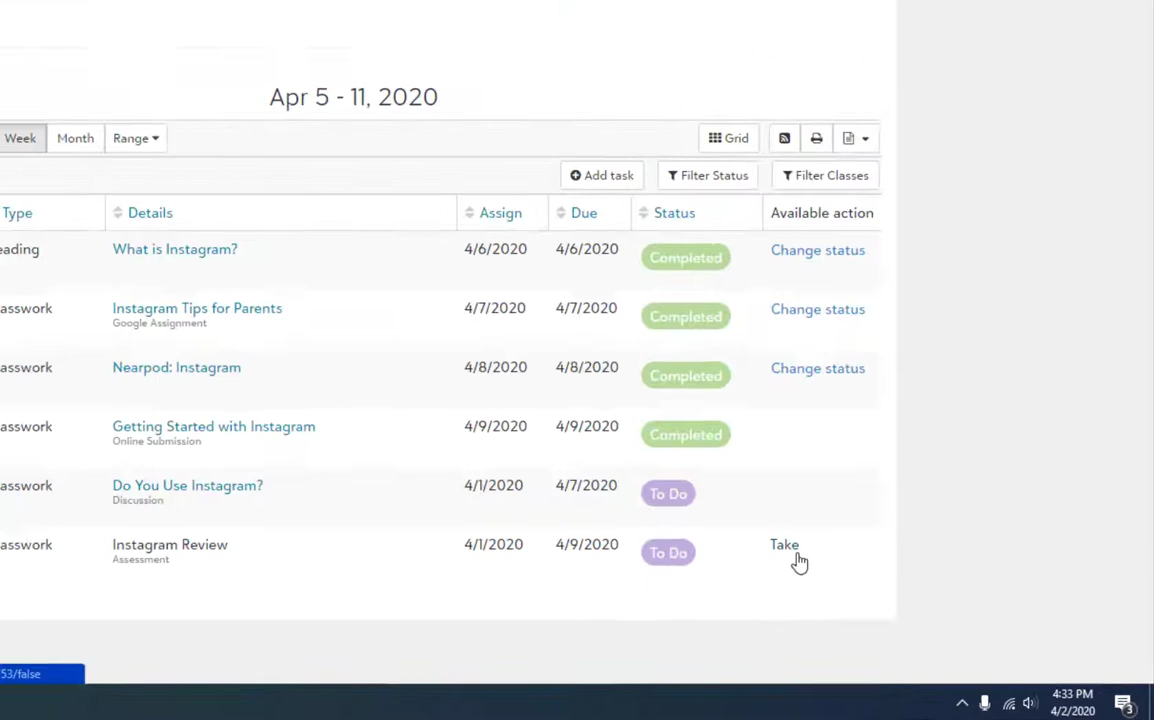 Apr 5 - 11, 2020
Week Month Range Grid
Add task Filter Status Filter Classes
Type Details Assign Due Status Available action
eading What is Instagram? 4/6/2020 4/6/2020 Completed Change status
asswork Instagram Tips for Parents 4/7/2020 4/7/2020 Completed Change status
Google Assignment
asswork Nearpod: Instagram 4/8/2020 4/8/2020 Completed Change status
asswork Getting Started with Instagram 4/9/2020 4/9/2020 Completed
Online Submission
asswork Do You Use Instagram? 4/1/2020 4/7/2020 To Do
Discussion
asswork Instagram Review 4/1/2020 4/9/2020 To Do Take
Assessment
53/false
4:33 PM
4/2/2020
3